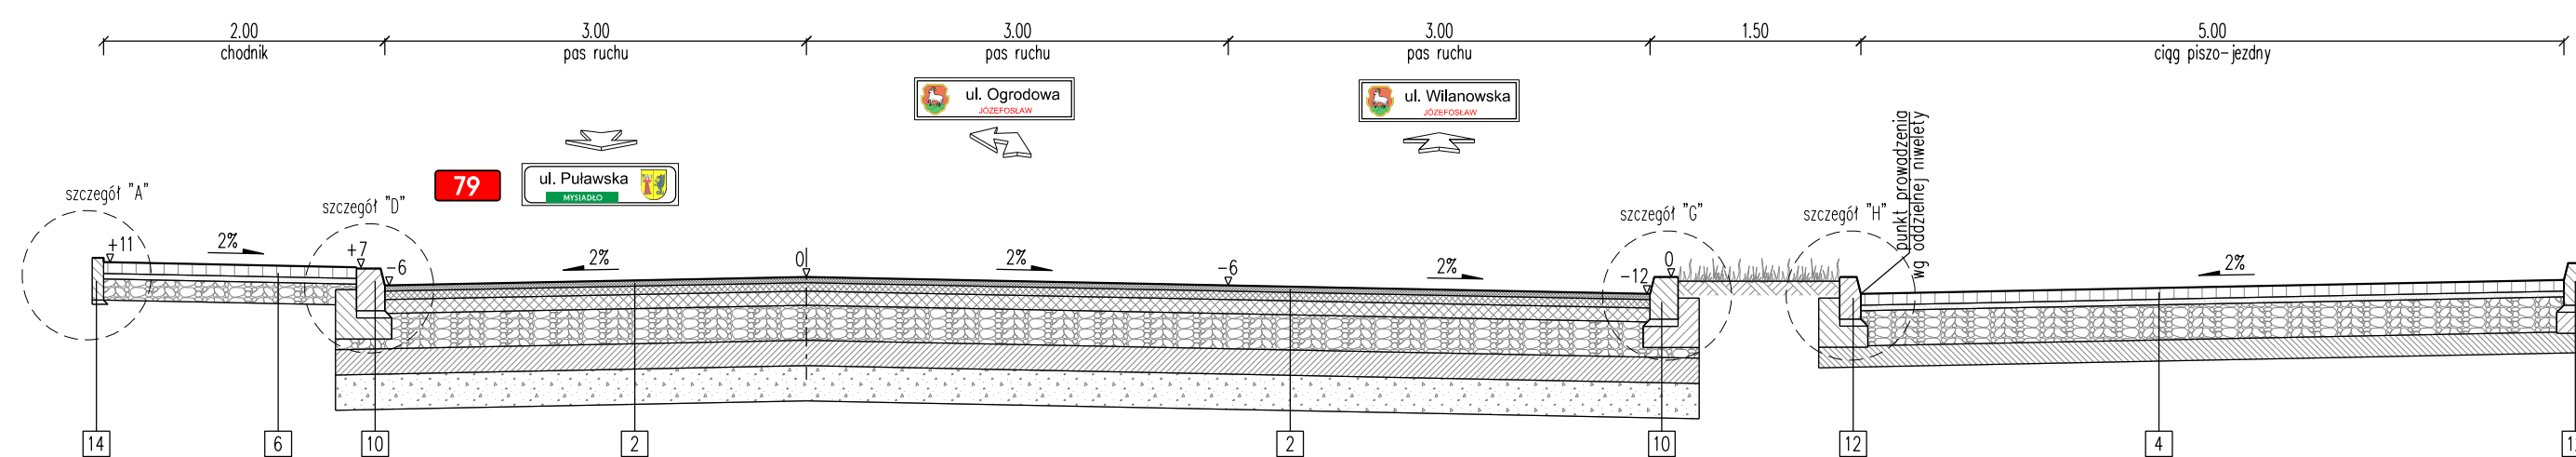 2.00 3.00 3.00 3.00 1.50 5.00
chodnik pas ruchu pas ruchu pas ruchu ciąg piszo-jezdny
ul. Ogrodowa
JÓZEFOSŁAW
ul. Wilanowska
JÓZEFOSŁAW
79
ul. Puławska
MYSIADŁO
punkt prowadzenia
wg oddzielnej niwelety
szczegół "A"
szczegół "D"
szczegół "G"
szczegół "H"
+11 2% +7 -6 2% 0 2% -6 2% -12 0 2%
14 6 10 2 2 10 12 4